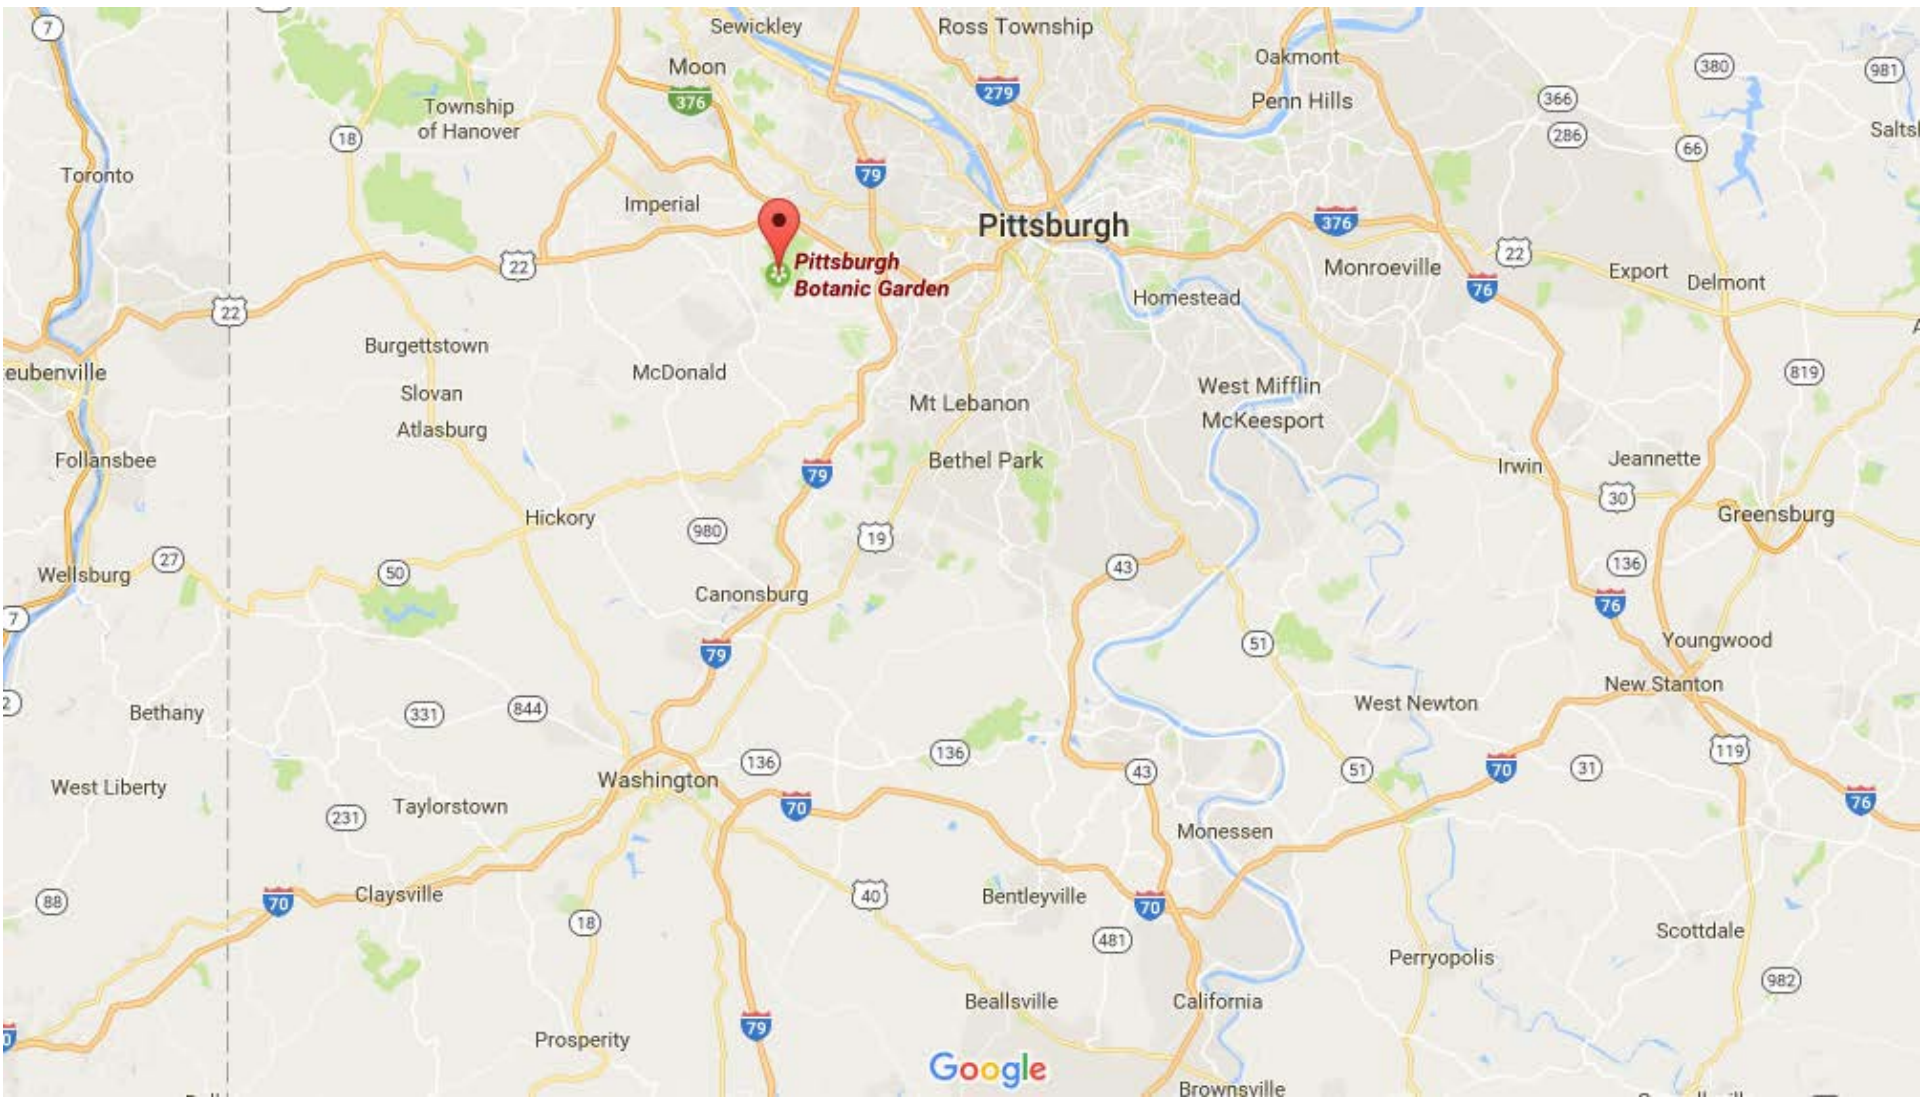 7
Sewickley
Ross Township
Oakmont
Moon
376
279
Penn Hills
380
981
366
286
66
Township
of Hanover
18
Toronto
79
Imperial
Pittsburgh
376
Pittsburgh
Botanic Garden
22
22
Monroeville
22
76
Export
Delmont
Homestead
Burgettstown
McDonald
eubenville
Slovan
Atlasburg
Mt Lebanon
West Mifflin
McKeesport
819
Follansbee
79
Bethel Park
Irwin
Jeannette
30
Greensburg
Hickory
980
19
27
Wellsburg
50
43
136
Canonsburg
76
7
79
51
Youngwood
New Stanton
2
Bethany
331
844
West Newton
136
136
43
51
70
31
119
West Liberty
Washington
Taylorstown
231
70
76
Monessen
88
70
Claysville
40
Bentleyville
70
18
481
Scottdale
Perryopolis
982
Beallsville
California
0
79
Prosperity
Google
Brownsville